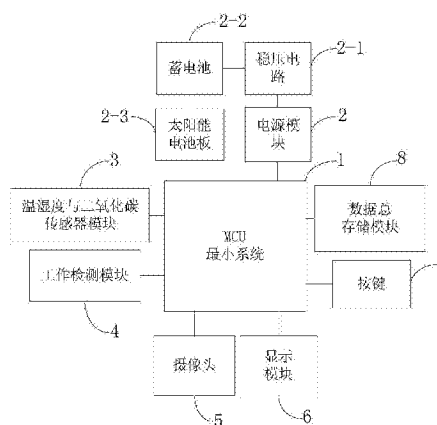 2-2
2-1
蓄电池
稳压电
路
2-3
太阳能
电池板
电源模
块
2
3
1
8
温湿度与二氧化碳
传感器模块
MCU
最小系统
数据总
存储模块
工作检测模块
按键
4
摄像头
显示
模块
5
6